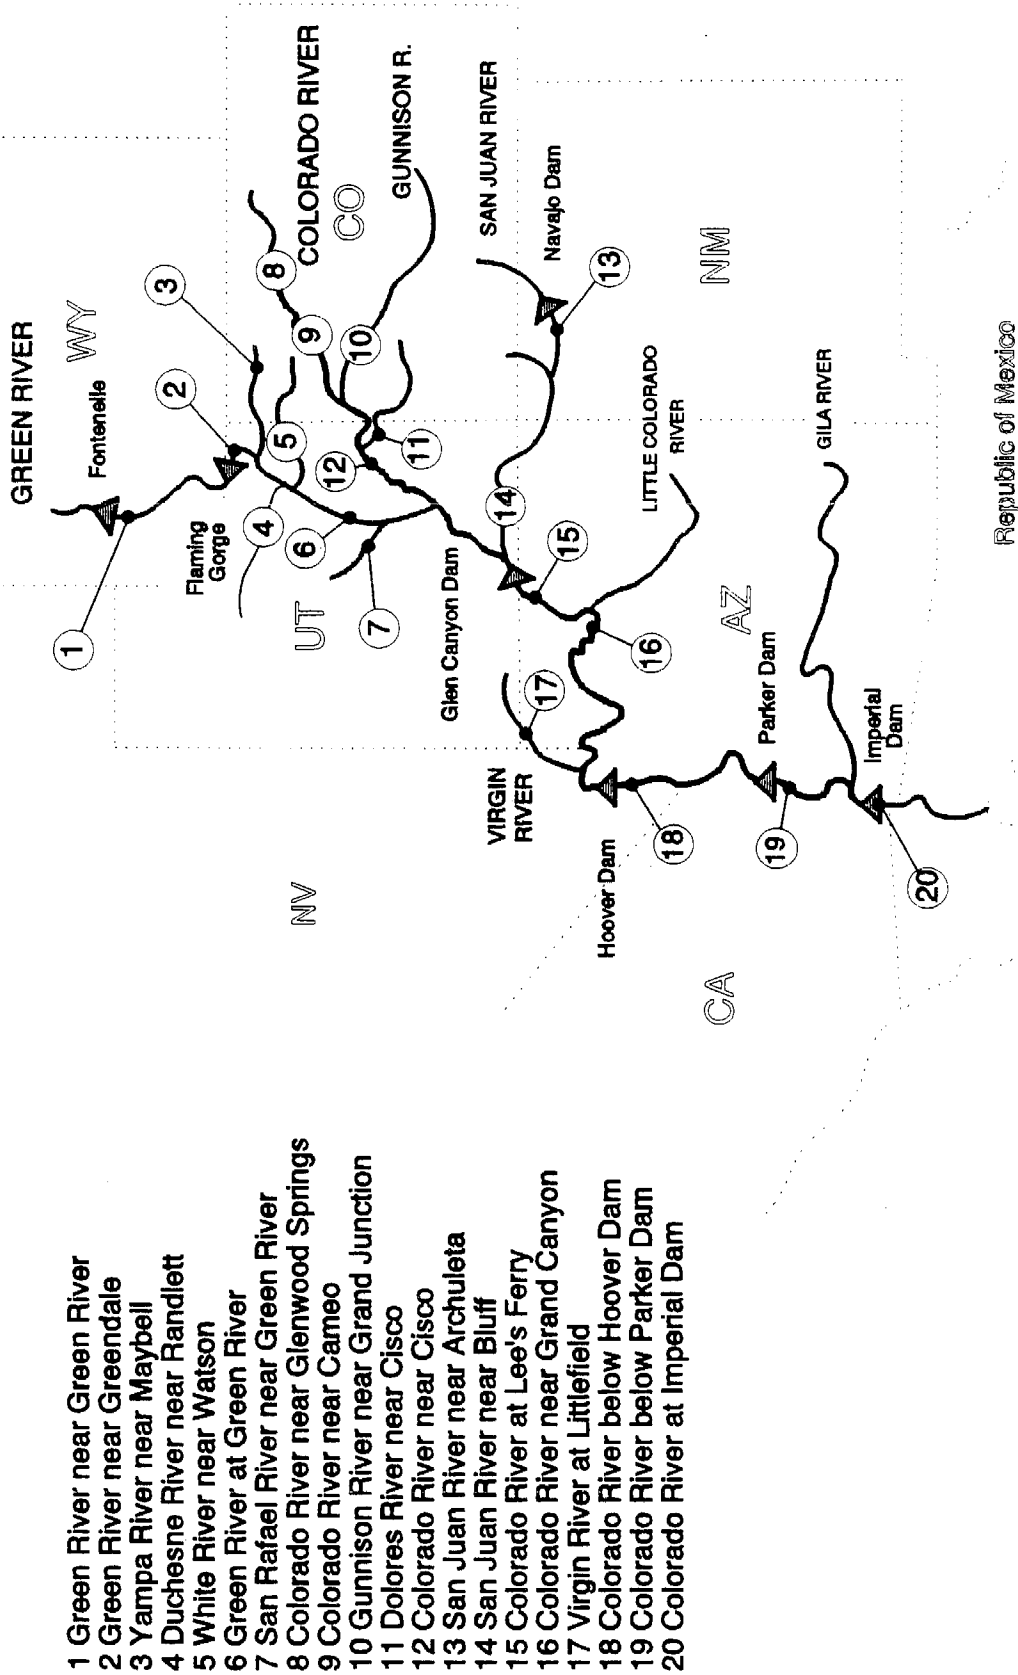 GREEN RIVER
WY
Fontenelle
1
2
3
Flaming
Gorge
4
5
6
7
8
9
COLORADO RIVER
CO
10
GUNNISON R.
11
12
UT
Glen Canyon Dam
14
SAN JUAN RIVER
Navajo Dam
13
15
NV
VIRGIN
RIVER
17
16
LITTLE COLORADO
RIVER
NM
Hoover Dam
18
AZ
Parker Dam
19
GILA RIVER
CA
Imperial
Dam
20
Republic of Mexico
1 Green River near Green River
2 Green River near Greendale
3 Yampa River near Maybell
4 Duchesne River near Randlett
5 White River near Watson
6 Green River at Green River
7 San Rafael River near Green River
8 Colorado River near Glenwood Springs
9 Colorado River near Cameo
10 Gunnison River near Grand Junction
11 Dolores River near Cisco
12 Colorado River near Cisco
13 San Juan River near Archuleta
14 San Juan River near Bluff
15 Colorado River at Lee's Ferry
16 Colorado River near Grand Canyon
17 Virgin River at Littlefield
18 Colorado River below Hoover Dam
19 Colorado River below Parker Dam
20 Colorado River at Imperial Dam